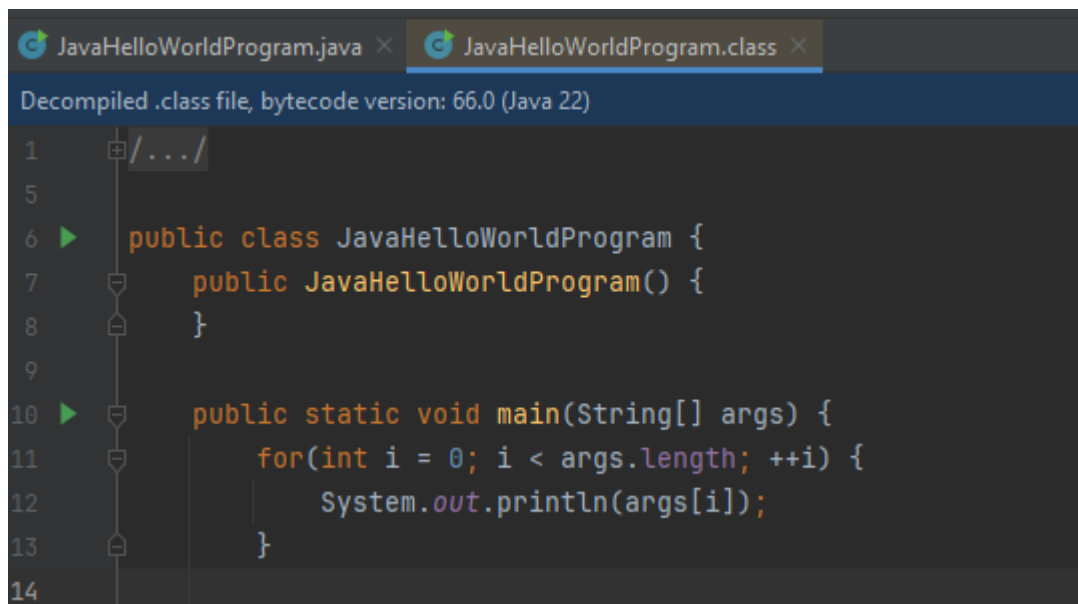 JavaHelloWorldProgram.java JavaHelloWorldProgram.class
Decompiled .class file, bytecode version: 66.0 (Java 22)
1 /.../
5
6 public class JavaHelloWorldProgram {
7     public JavaHelloWorldProgram() {
8     }
9
10     public static void main(String[] args) {
11         for(int i = 0; i < args.length; ++i) {
12             System.out.println(args[i]);
13         }
14